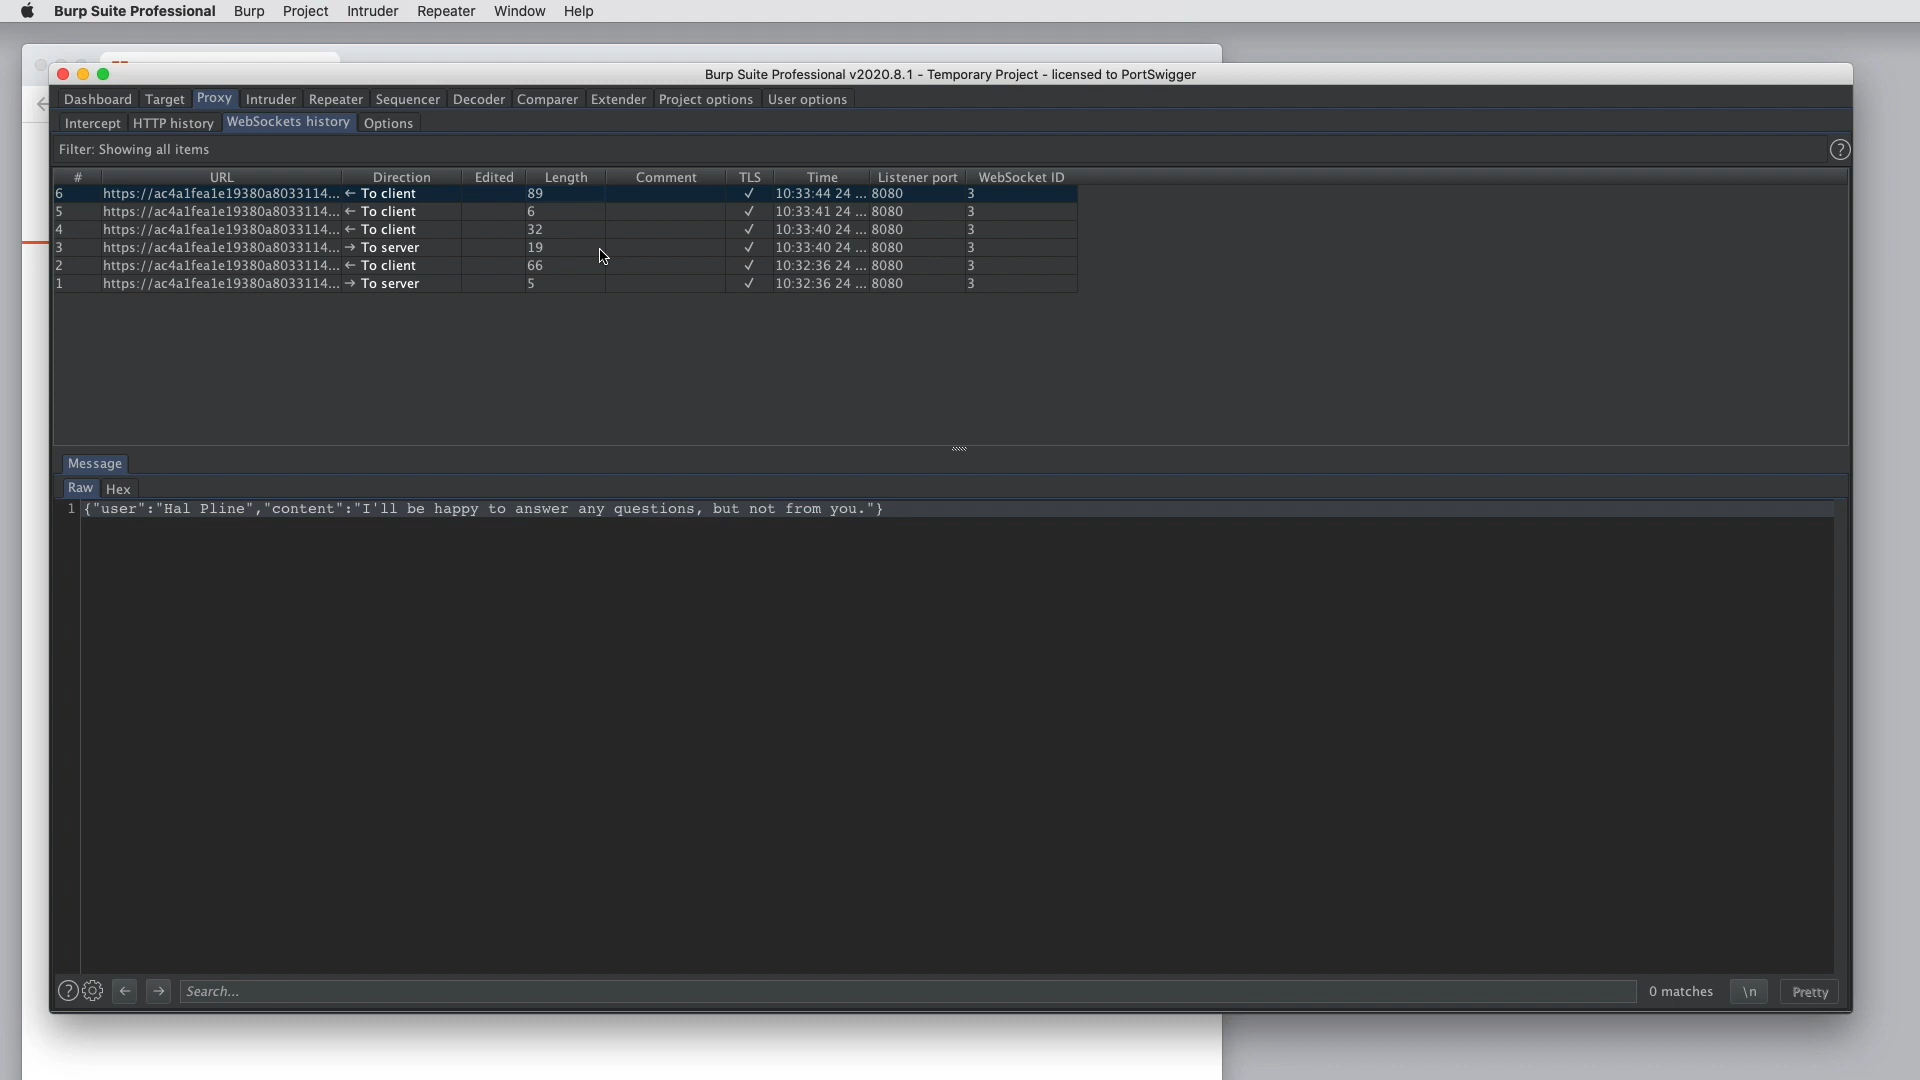 Burp Suite Professional Burp Project Intruder Repeater Window Help
Burp Suite Professional v2020.8.1 - Temporary Project - licensed to PortSwigger
Dashboard Target Proxy Intruder Repeater Sequencer Decoder Comparer Extender Project options User options
Intercept HTTP history WebSockets history Options
Filter: Showing all items ?
# URL Direction Edited Length Comment TLS Time Listener port WebSocket ID
6 https://ac4a1fea1e19380a8033114... ← To client 89 ✓ 10:33:44 24 ... 8080 3
5 https://ac4a1fea1e19380a8033114... ← To client 6 ✓ 10:33:41 24 ... 8080 3
4 https://ac4a1fea1e19380a8033114... ← To client 32 ✓ 10:33:40 24 ... 8080 3
3 https://ac4a1fea1e19380a8033114... → To server 19 ✓ 10:33:40 24 ... 8080 3
2 https://ac4a1fea1e19380a8033114... ← To client 66 ✓ 10:32:36 24 ... 8080 3
1 https://ac4a1fea1e19380a8033114... → To server 5 ✓ 10:32:36 24 ... 8080 3
Message
Raw Hex
1 {"user":"Hal Pline","content":"I'll be happy to answer any questions, but not from you."}
? ← → Search... 0 matches \n Pretty